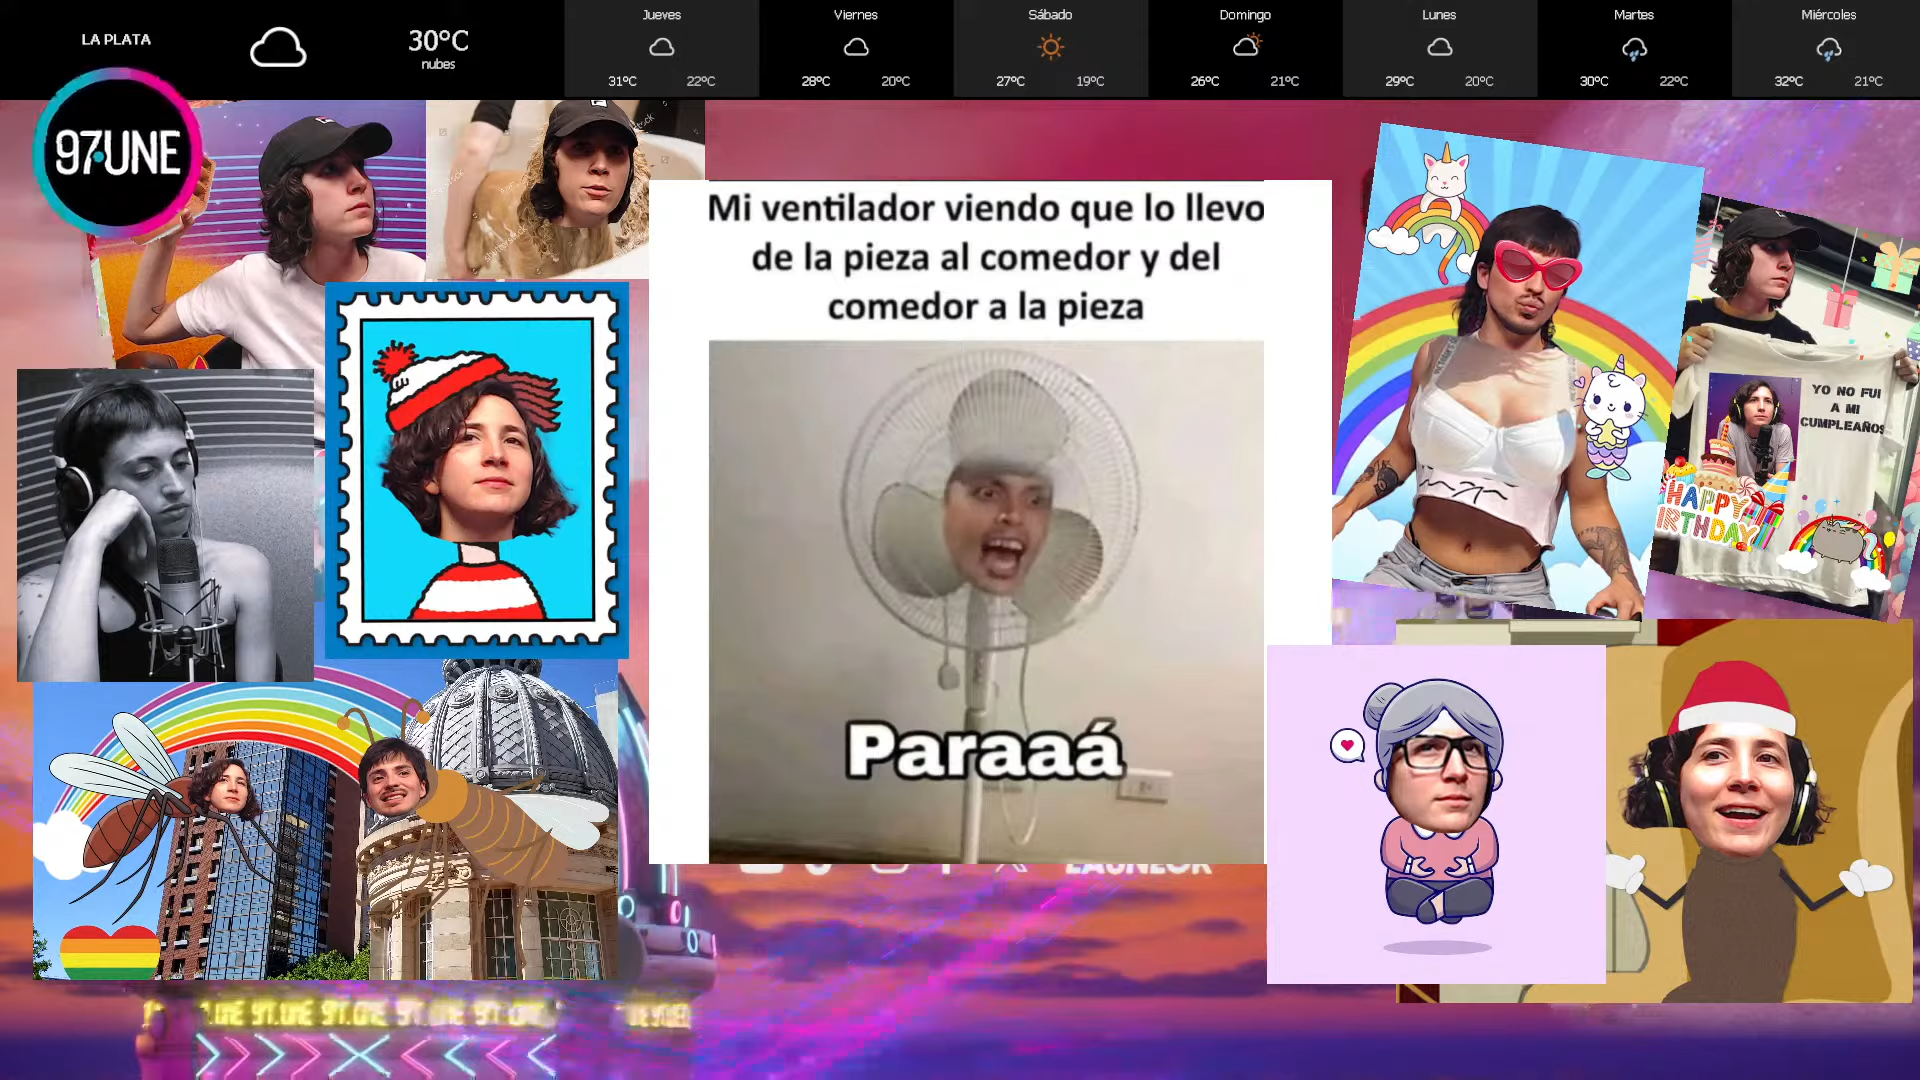 LA PLATA
30°C
nubes
Jueves
31°C 22°C
Viernes
28°C 20°C
Sábado
27°C 19°C
Domingo
26°C 21°C
Lunes
29°C 20°C
Martes
30°C 22°C
Miércoles
32°C 21°C
97.UNE
Mi ventilador viendo que lo llevo
de la pieza al comedor y del
comedor a la pieza
Paraaá
YO NO FUI
A MI
CUMPLEAÑOS
HAPPY
BIRTHDAY